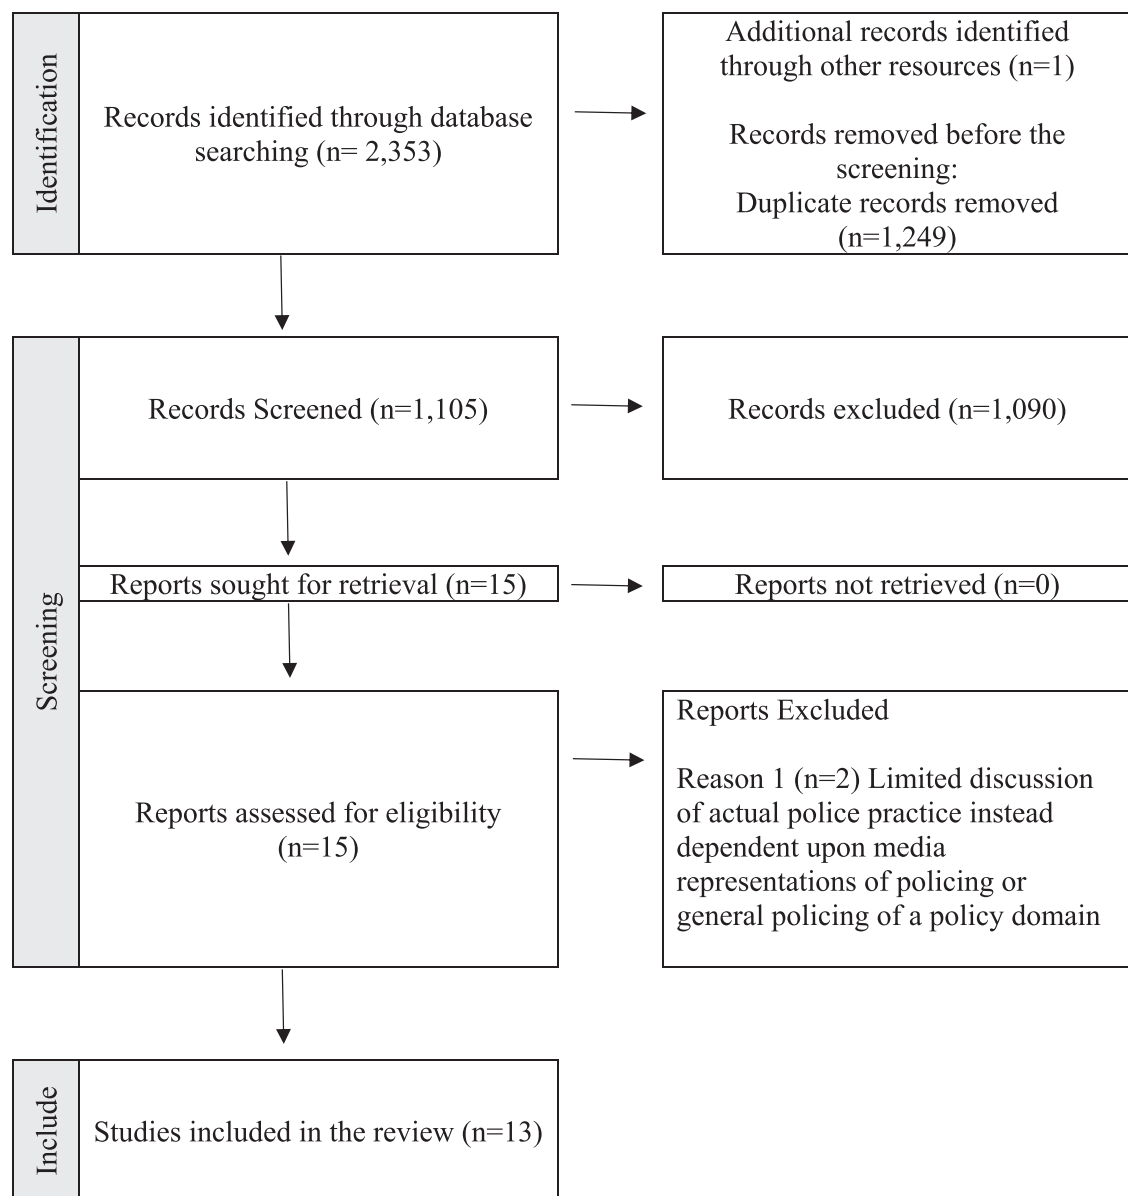 Identification
Records identified through database
searching (n= 2,353)
Additional records identified
through other resources (n=1)
Records removed before the
screening:
Duplicate records removed
(n=1,249)
Screening
Records Screened (n=1,105)
Records excluded (n=1,090)
Reports sought for retrieval (n=15)
Reports not retrieved (n=0)
Reports assessed for eligibility
(n=15)
Reports Excluded
Reason 1 (n=2) Limited discussion
of actual police practice instead
dependent upon media
representations of policing or
general policing of a policy domain
Include
Studies included in the review (n=13)